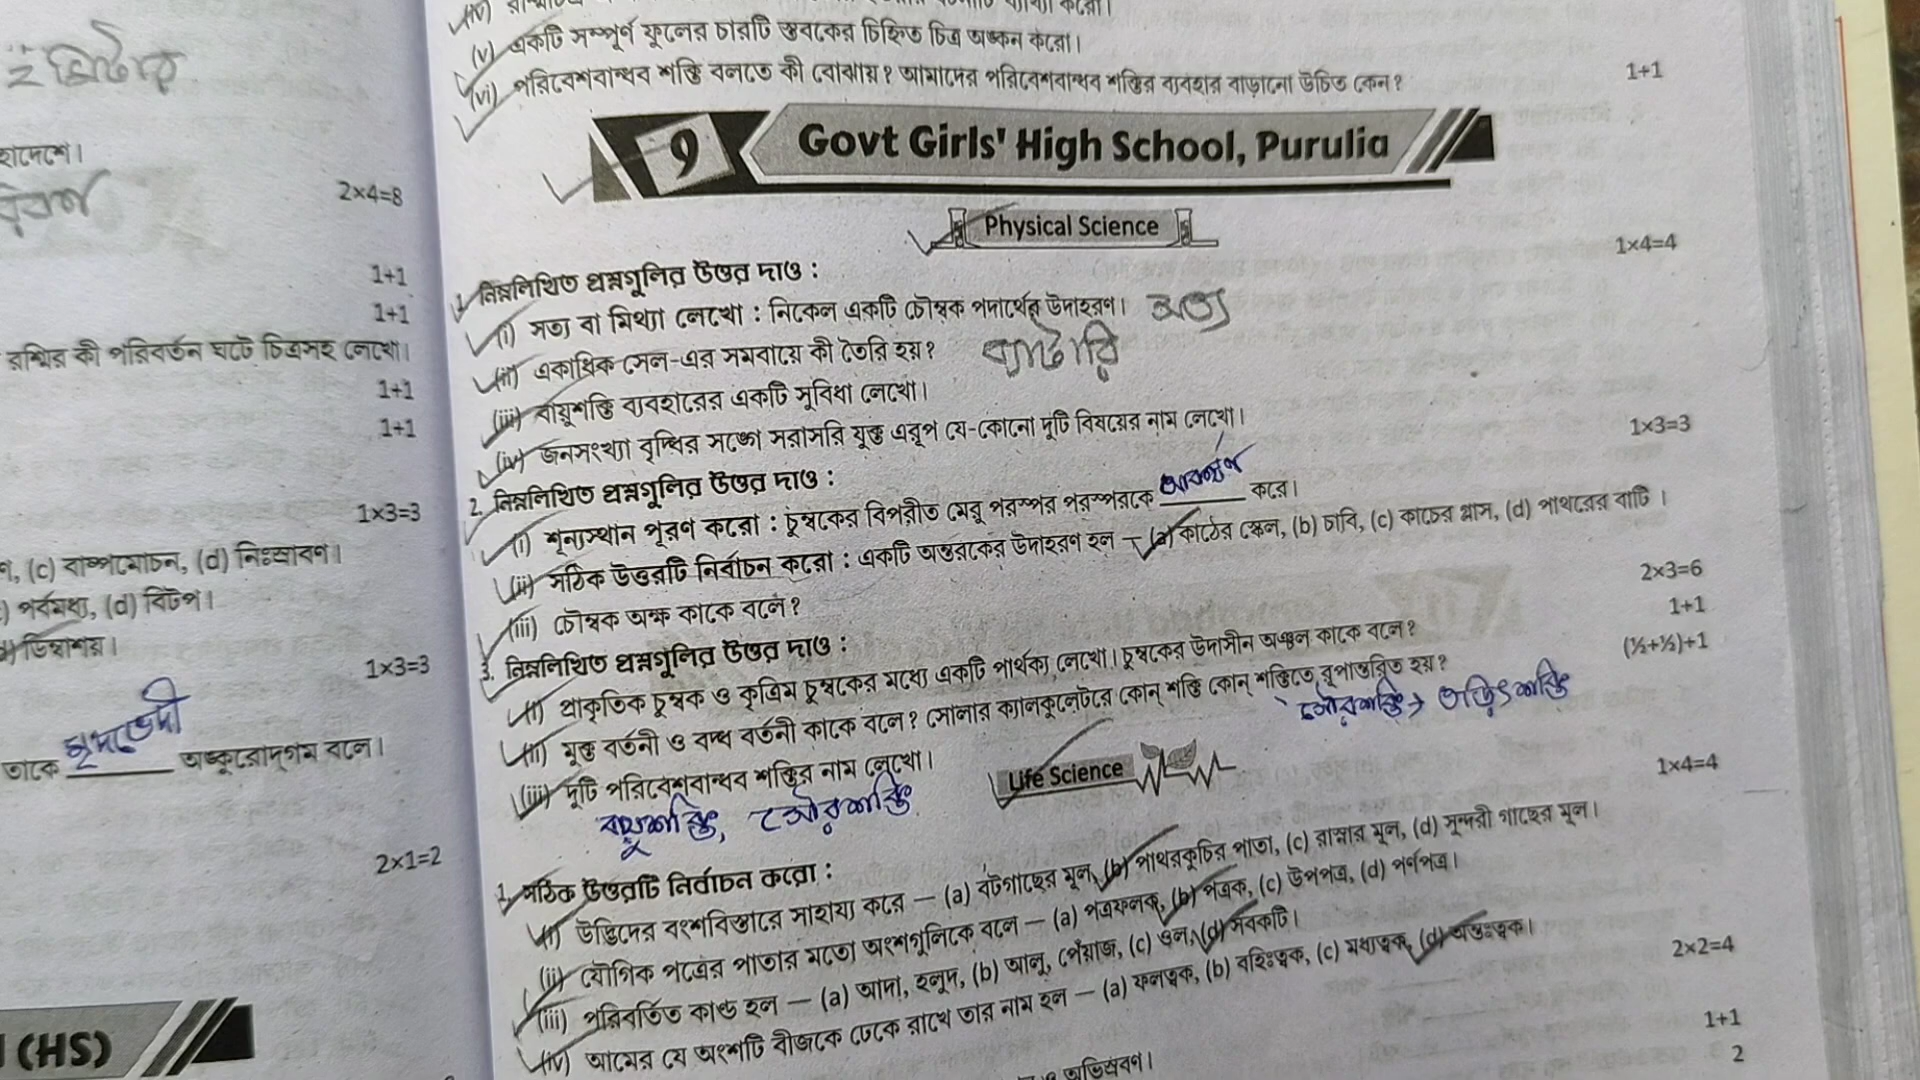 মিটার
হাদেশে।
2×4=8
1+1
1+1
রশ্মির কী পরিবর্তন ঘটে চিত্রসহ লেখো।
1+1
1+1
1×3=3
(c) বাষ্পমোচন, (d) নিঃস্রাবণ।
পর্বমধ্য, (d) বিটপ।
ডিম্বাশয়।
1×3=3
মৃদভেদী
তাকে ______ অঙ্কুরোদ্‌গম বলে।
2×1=2
(HS)
(v) একটি সম্পূর্ণ ফুলের চারটি স্তবকের চিহ্নিত চিত্র অঙ্কন করো।
(vi) পরিবেশবান্ধব শক্তি বলতে কী বোঝায়? আমাদের পরিবেশবান্ধব শক্তির ব্যবহার বাড়ানো উচিত কেন? 1+1
9 Govt Girls' High School, Purulia
Physical Science
1. নিম্নলিখিত প্রশ্নগুলির উত্তর দাও : 1×4=4
(i) সত্য বা মিথ্যা লেখো : নিকেল একটি চৌম্বক পদার্থের উদাহরণ। সত্য
(ii) একাধিক সেল-এর সমবায়ে কী তৈরি হয়? ব্যাটারি
(iii) বায়ুশক্তি ব্যবহারের একটি সুবিধা লেখো।
(iv) জনসংখ্যা বৃদ্ধির সঙ্গে সরাসরি যুক্ত এরূপ যে-কোনো দুটি বিষয়ের নাম লেখো।
2. নিম্নলিখিত প্রশ্নগুলির উত্তর দাও : 1×3=3
(i) শূন্যস্থান পূরণ করো : চুম্বকের বিপরীত মেরু পরস্পর পরস্পরকে আকর্ষণ করে।
(ii) সঠিক উত্তরটি নির্বাচন করো : একটি অন্তরকের উদাহরণ হল – (a) কাঠের স্কেল, (b) চাবি, (c) কাচের গ্লাস, (d) পাথরের বাটি।
(iii) চৌম্বক অক্ষ কাকে বলে?
3. নিম্নলিখিত প্রশ্নগুলির উত্তর দাও : 2×3=6
(i) প্রাকৃতিক চুম্বক ও কৃত্রিম চুম্বকের মধ্যে একটি পার্থক্য লেখো। চুম্বকের উদাসীন অঞ্চল কাকে বলে? 1+1
(ii) মুক্ত বর্তনী ও বদ্ধ বর্তনী কাকে বলে? সোলার ক্যালকুলেটরে কোন্ শক্তি কোন্ শক্তিতে রূপান্তরিত হয়? (½+½)+1
সৌরশক্তি → তড়িৎশক্তি
(iii) দুটি পরিবেশবান্ধব শক্তির নাম লেখো।
বায়ুশক্তি, সৌরশক্তি
Life Science
1. সঠিক উত্তরটি নির্বাচন করো : 1×4=4
(i) উদ্ভিদের বংশবিস্তারে সাহায্য করে — (a) বটগাছের মূল, (b) পাথরকুচির পাতা, (c) রাস্নার মূল, (d) সুন্দরী গাছের মূল।
(ii) যৌগিক পত্রের পাতার মতো অংশগুলিকে বলে — (a) পত্রফলক, (b) পত্রক, (c) উপপত্র, (d) পর্ণপত্র।
(iii) পরিবর্তিত কাণ্ড হল — (a) আদা, হলুদ, (b) আলু, পেঁয়াজ, (c) ওল, (d) সবকটি।
(iv) আমের যে অংশটি বীজকে ঢেকে রাখে তার নাম হল — (a) ফলত্বক, (b) বহিঃত্বক, (c) মধ্যত্বক, (d) অন্তঃত্বক।
2×2=4
1+1
ও অভিস্রবণ। 2